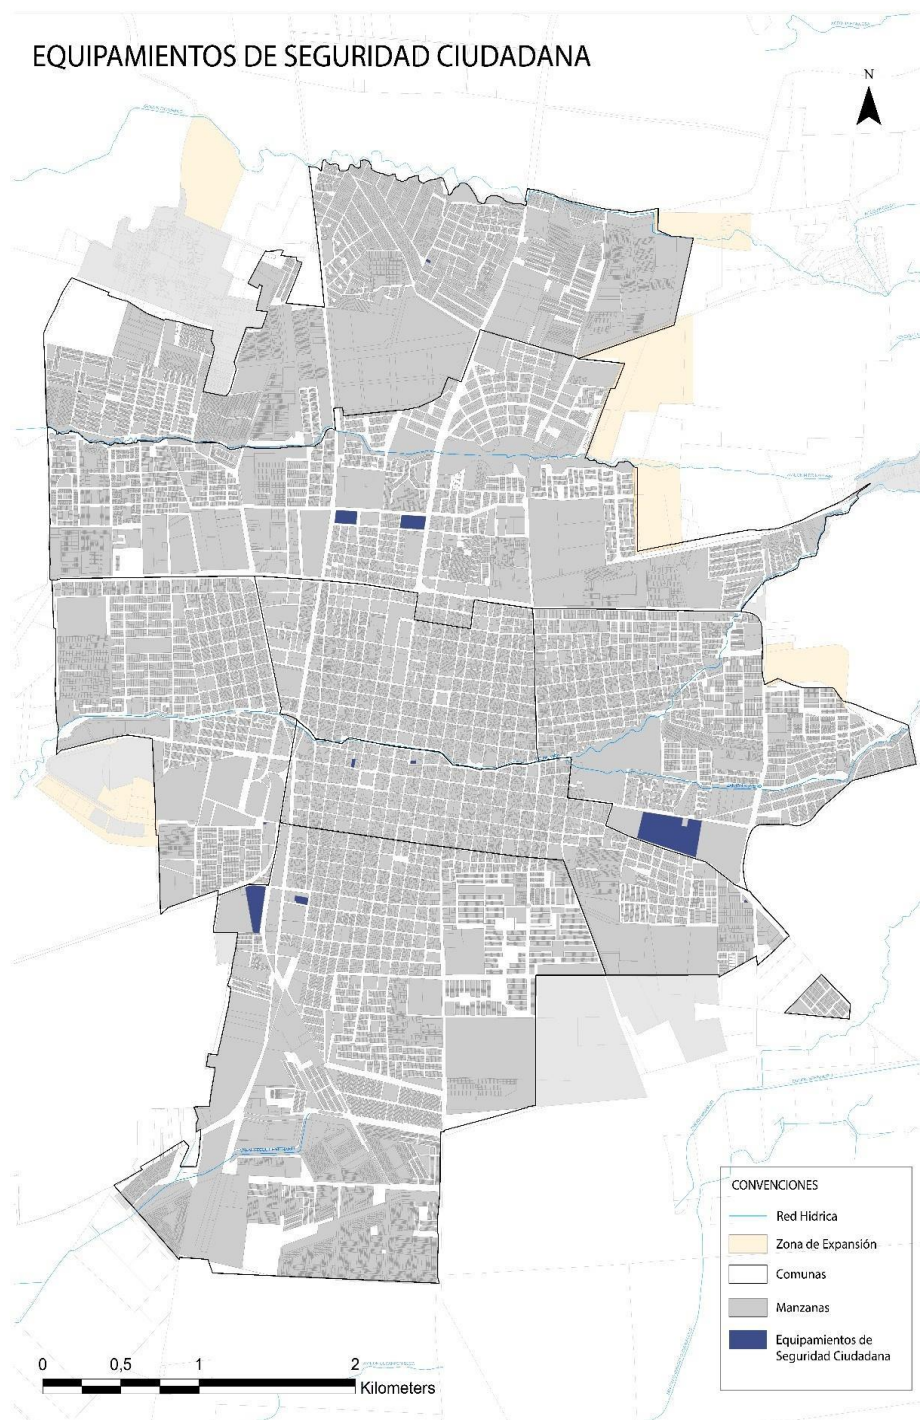 EQUIPAMIENTOS DE SEGURIDAD CIUDADANA
N
CONVENCIONES
Red Hidrica
Zona de Expansión
Comunas
Manzanas
Equipamientos de
Seguridad Ciudadana
0 0,5 1 2
Kilometers